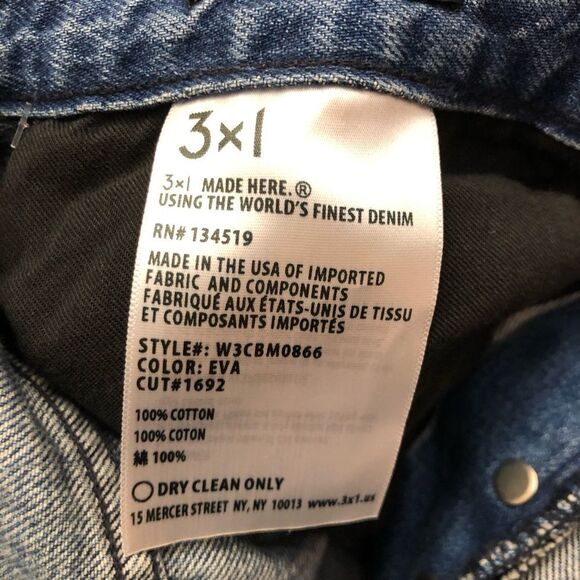 3×1
3×1 MADE HERE.®
USING THE WORLD'S FINEST DENIM
RN# 134519
MADE IN THE USA OF IMPORTED
FABRIC AND COMPONENTS
FABRIQUÉ AUX ÉTATS-UNIS DE TISSU
ET COMPOSANTS IMPORTÉS
STYLE#: W3CBM0866
COLOR: EVA
CUT#1692
100% COTTON
100% COTON
綿 100%
DRY CLEAN ONLY
15 MERCER STREET NY, NY 10013 www.3x1.us